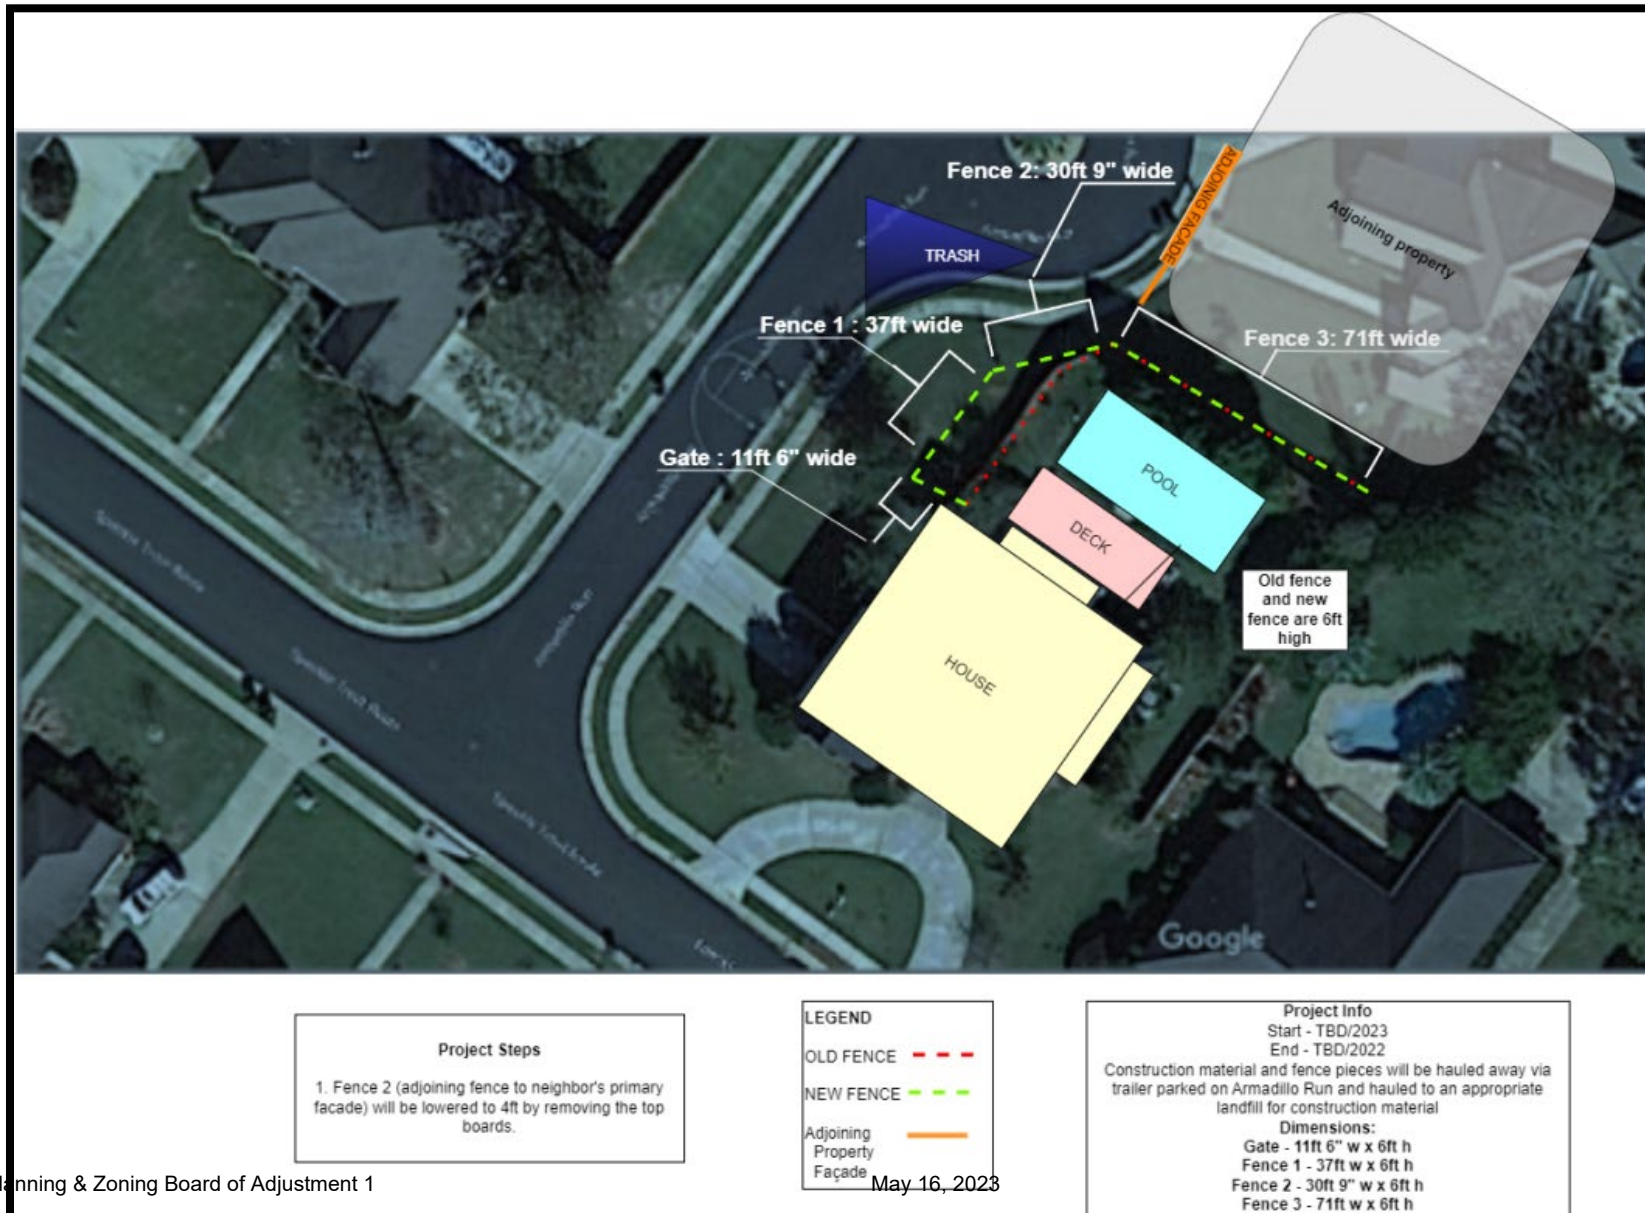 Fence 2: 30ft 9" wide
ADJOINING FACADE
Adjoining property
TRASH
Fence 1 : 37ft wide
Fence 3: 71ft wide
Gate : 11ft 6" wide
POOL
DECK
Old fence
and new
fence are 6ft
high
HOUSE
Armadillo Run
Google
Project Steps
1. Fence 2 (adjoining fence to neighbor's primary
facade) will be lowered to 4ft by removing the top
boards.
LEGEND
OLD FENCE
NEW FENCE
Adjoining
Property
Façade
Project Info
Start - TBD/2023
End - TBD/2022
Construction material and fence pieces will be hauled away via
trailer parked on Armadillo Run and hauled to an appropriate
landfill for construction material
Dimensions:
Gate - 11ft 6" w x 6ft h
Fence 1 - 37ft w x 6ft h
Fence 2 - 30ft 9" w x 6ft h
Fence 3 - 71ft w x 6ft h
anning & Zoning Board of Adjustment 1
May 16, 2023